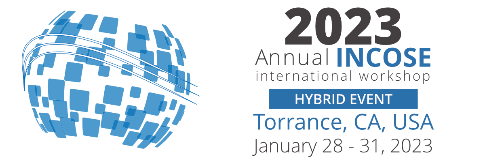 2023
Annual INCOSE
international workshop
HYBRID EVENT
Torrance, CA, USA
January 28 - 31, 2023